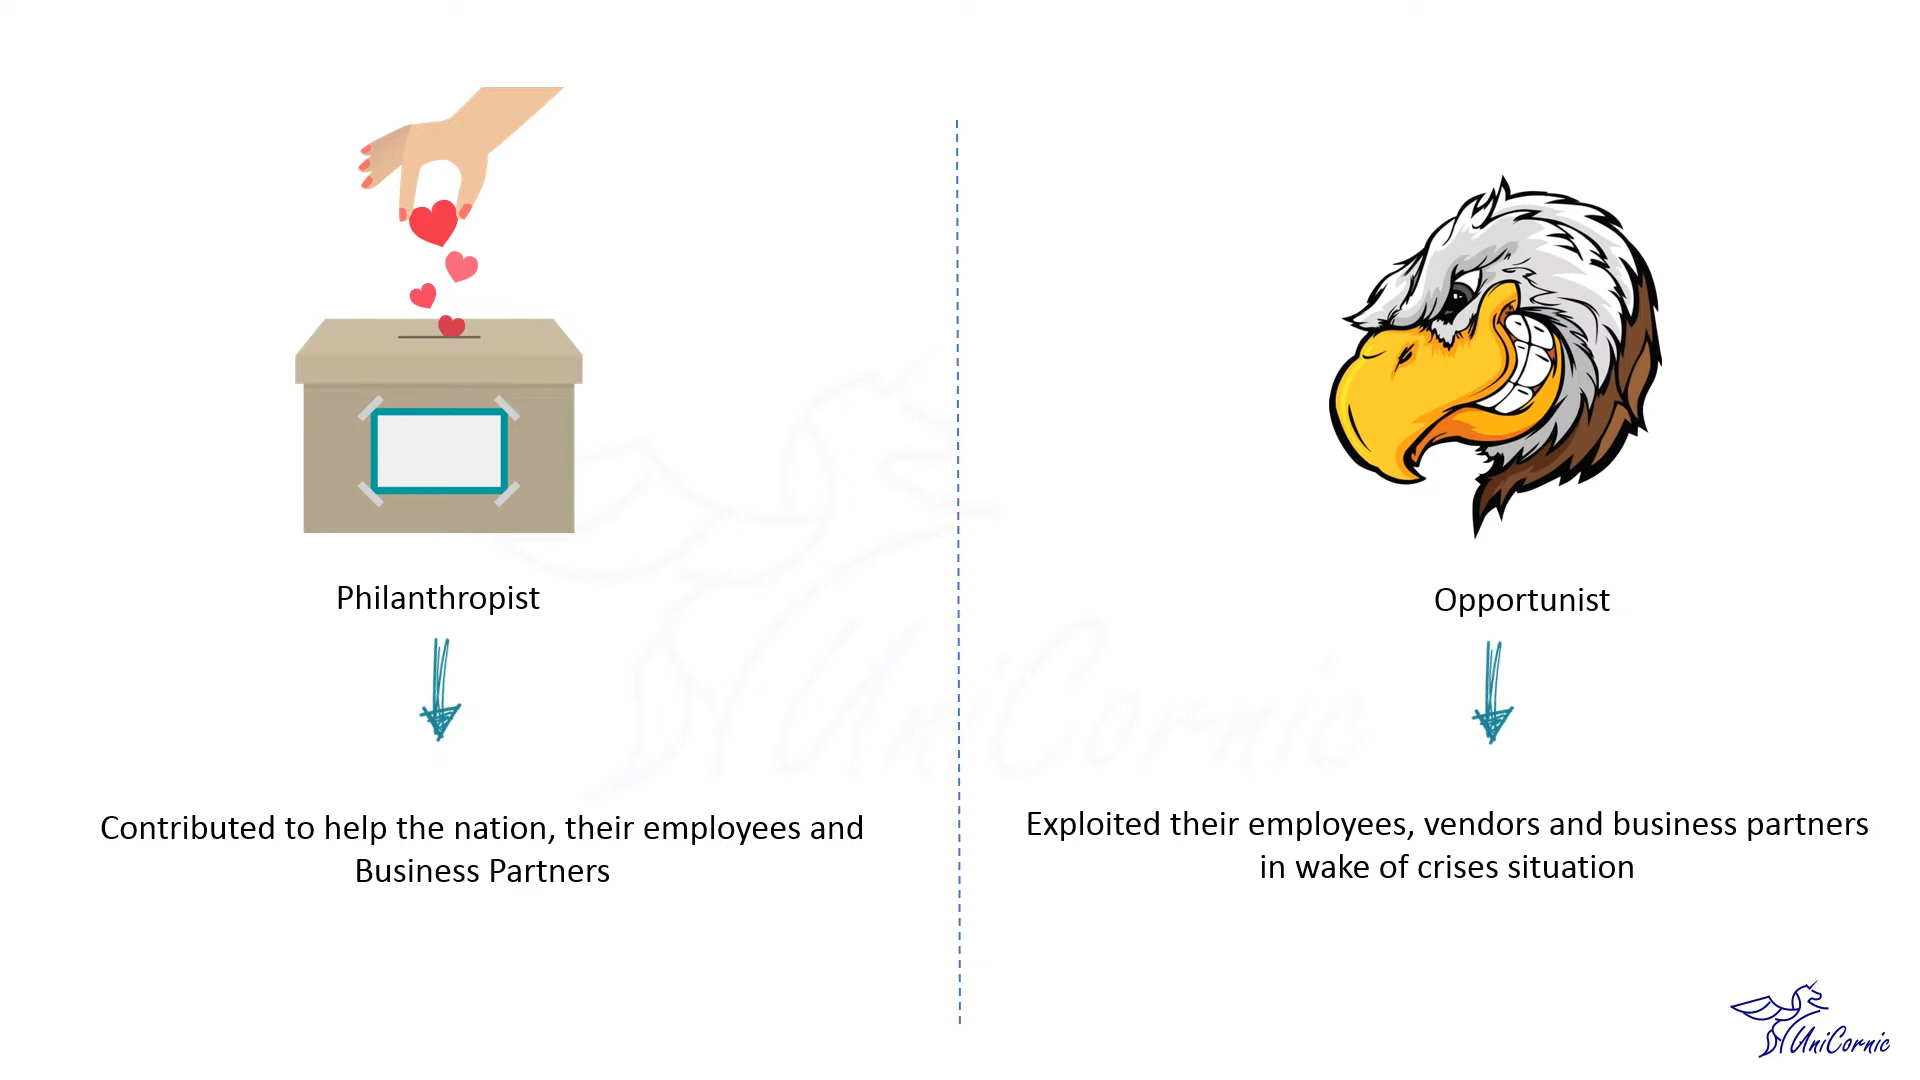 Philanthropist
Opportunist
Contributed to help the nation, their employees and
Business Partners
Exploited their employees, vendors and business partners
in wake of crises situation
UniCornic
UniCornic